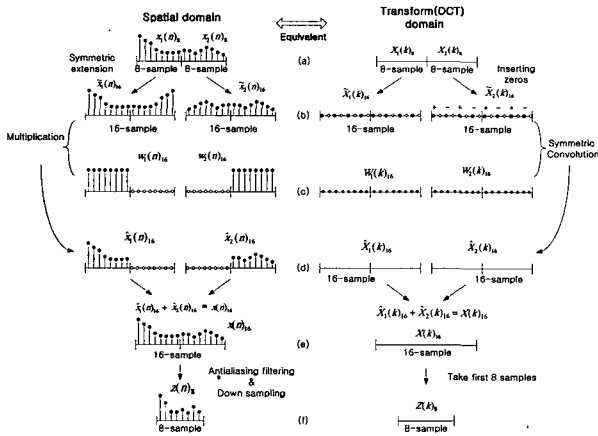 Spatial domain
Equivalent
Transform(DCT)
domain
x₁(n)₈ x₂(n)₈
X₁(k)₈ X₂(k)₈
Symmetric
extension
8-sample 8-sample
(a)
8-sample 8-sample
Inserting
zeros
x̃₁(n)₁₆ x̃₂(n)₁₆
X̃₁(k)₁₆ X̃₂(k)₁₆
+ - + - + - + -
16-sample 16-sample
(b)
16-sample 16-sample
Multiplication
Symmetric
Convolution
w₁(n)₁₆ w₂(n)₁₆
(c)
W₁(k)₁₆ W₂(k)₁₆
x̂₁(n)₁₆ x̂₂(n)₁₆
(d)
X̂₁(k)₁₆ X̂₂(k)₁₆
16-sample 16-sample
x̂₁(n)₁₆ + x̂₂(n)₁₆ = x(n)₁₆
X̂₁(k)₁₆ + X̂₂(k)₁₆ = X(k)₁₆
x(n)₁₆
X(k)₁₆
16-sample
(e)
16-sample
Antialiasing filtering
&
Down sampling
Take first 8 samples
Z(n)₈
Z(k)₈
8-sample
(f)
8-sample